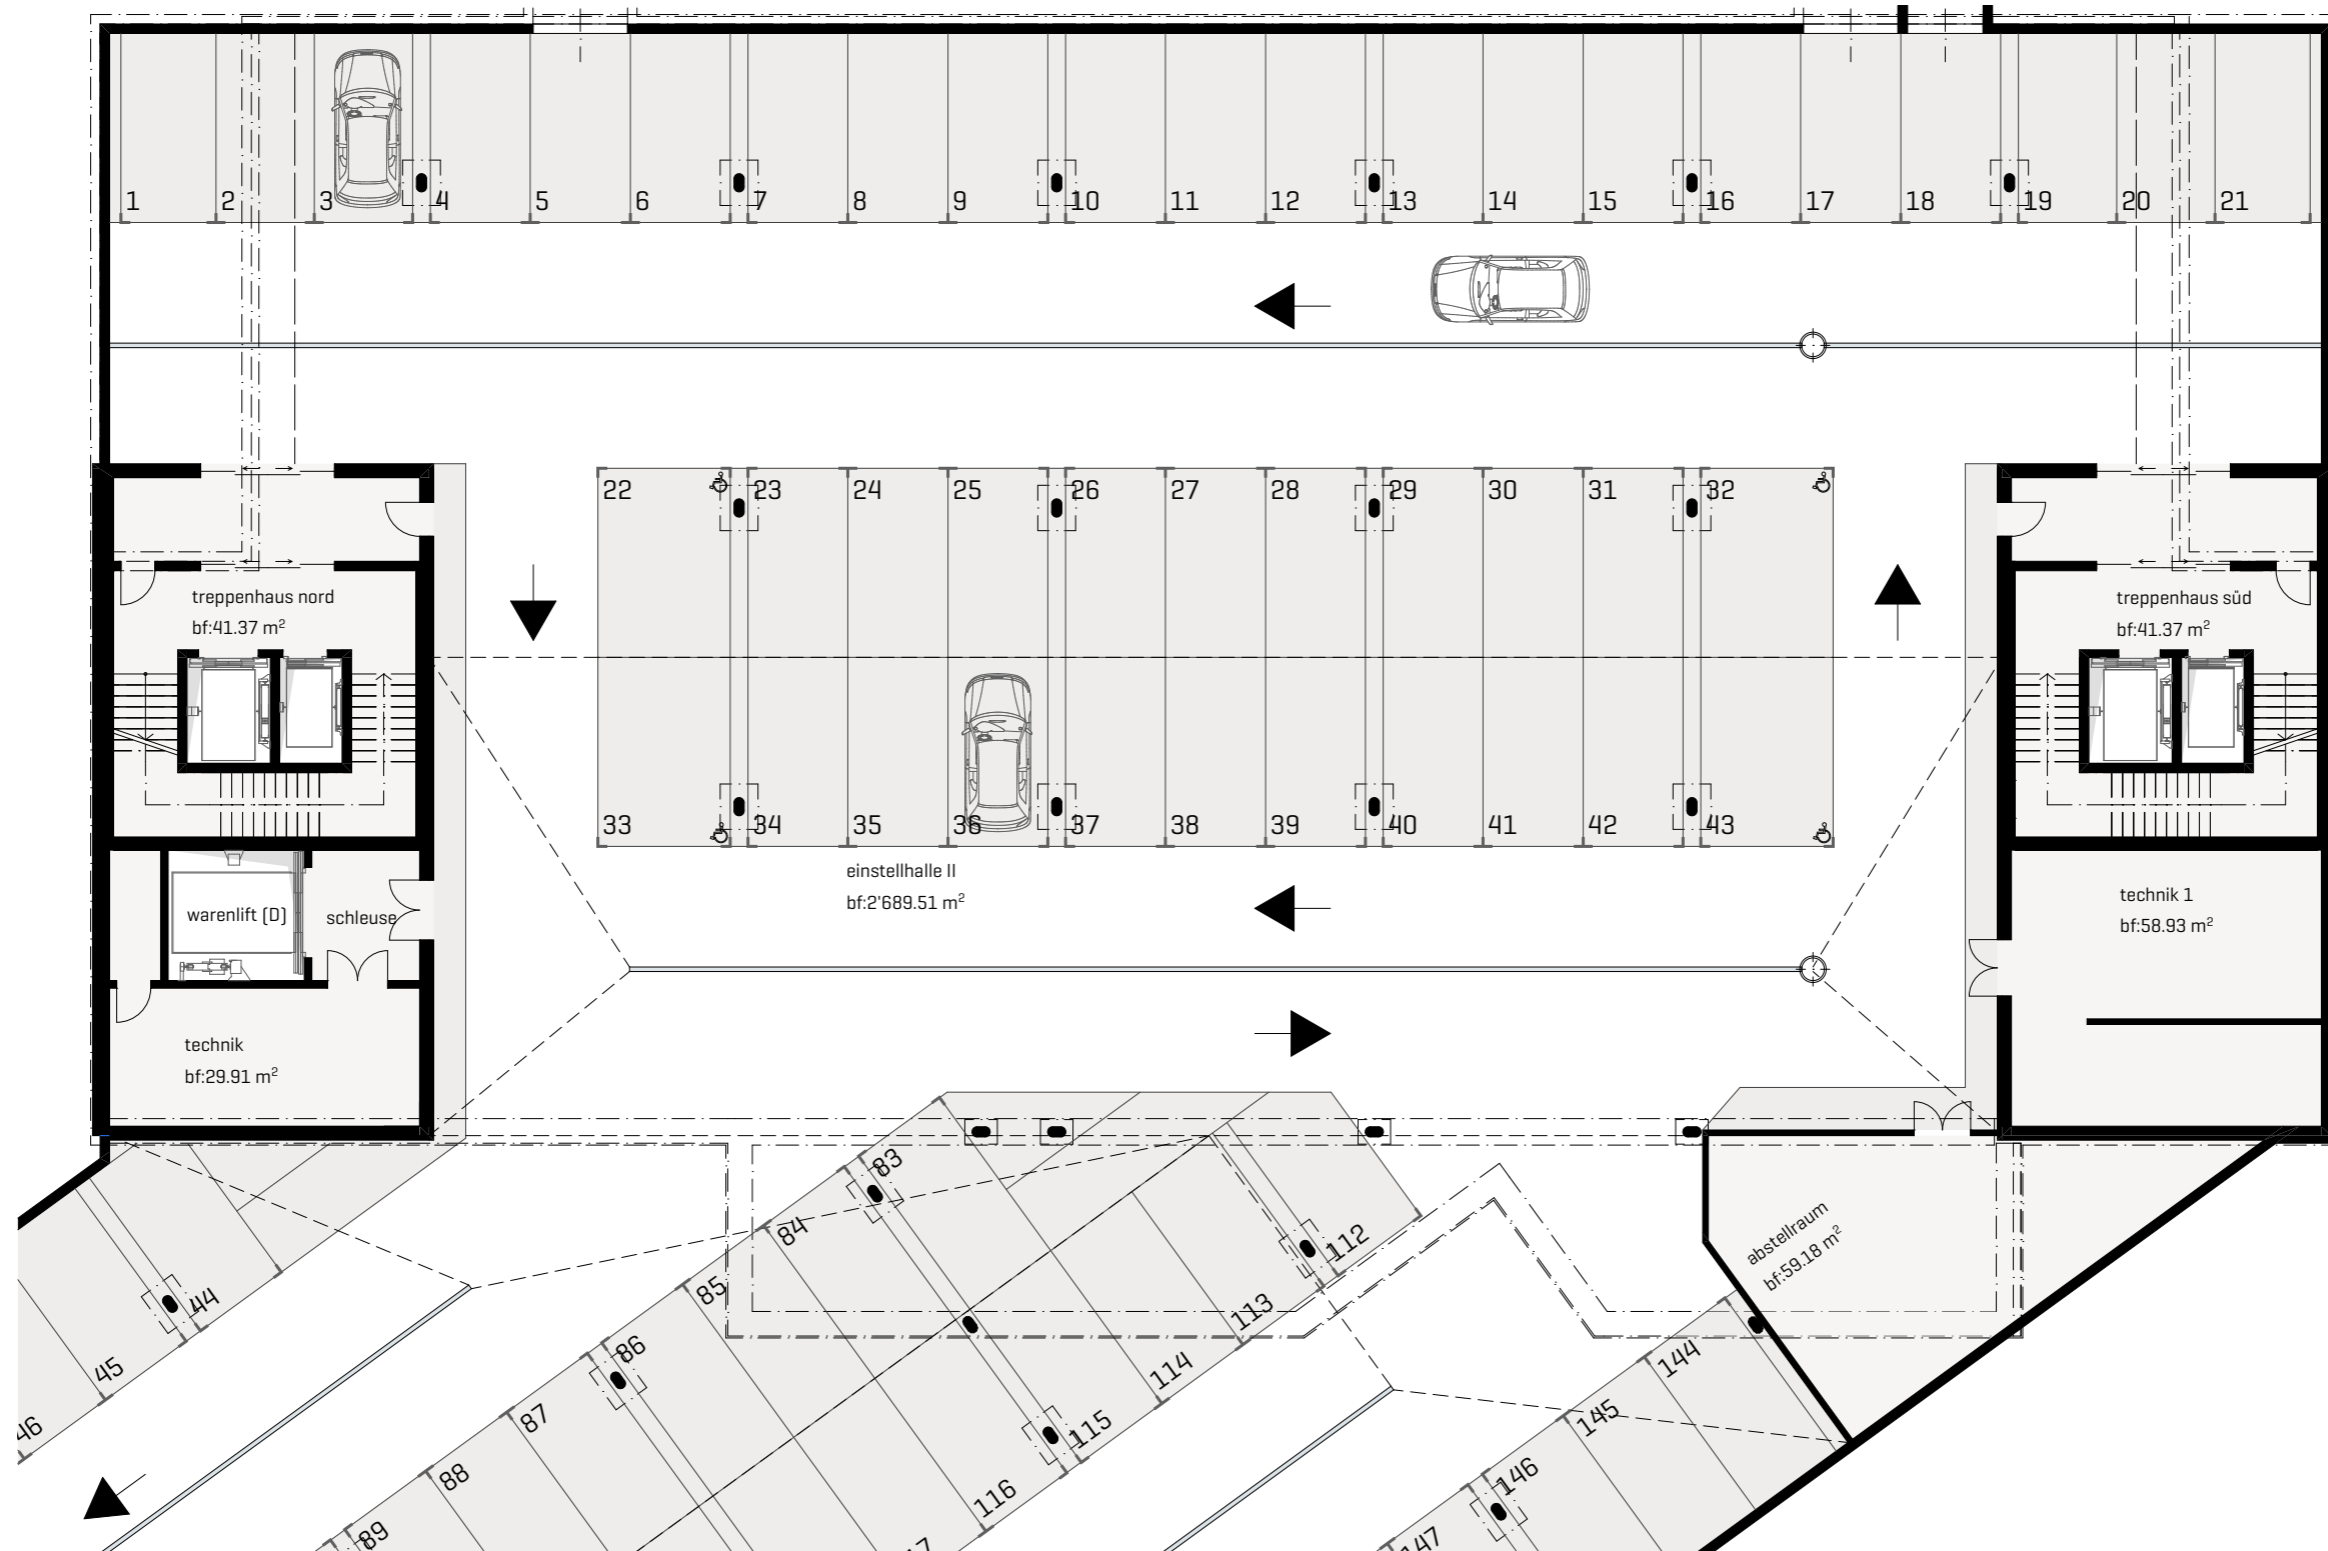 1 2 3 4 5 6 7 8 9 10 11 12 13 14 15 16 17 18 19 20 21
22 23 24 25 26 27 28 29 30 31 32
treppenhaus nord
bf:41.37 m²
treppenhaus süd
bf:41.37 m²
33 34 35 36 37 38 39 40 41 42 43
einstellhalle II
bf:2'689.51 m²
warenlift (D)
schleuse
technik 1
bf:58.93 m²
technik
bf:29.91 m²
83
84
85
86
87
88
89
112
113
114
115
116
abstellraum
bf:59.18 m²
44
45
46
144
145
146
147